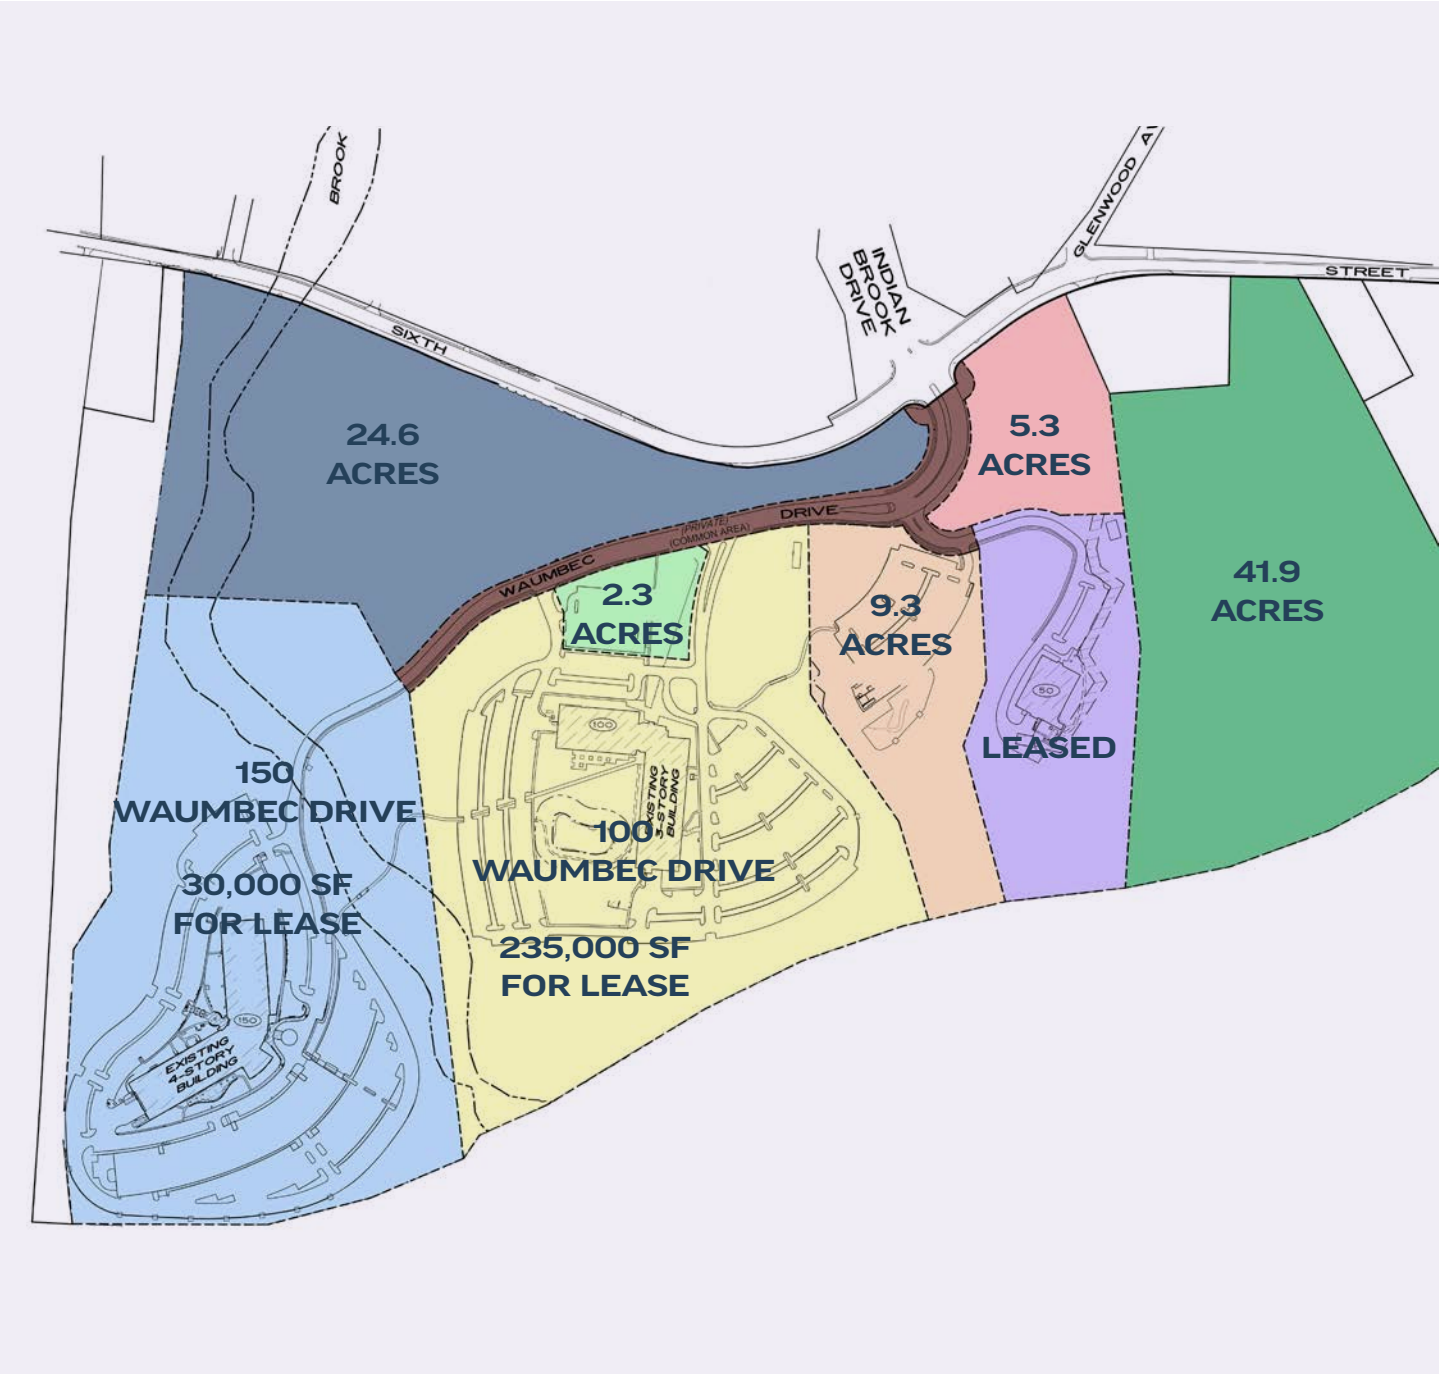 BROOK
GLENWOOD AV
INDIAN
BROOK
DRIVE
STREET
SIXTH
24.6
ACRES
5.3
ACRES
DRIVE
(PRIVATE)
(COMMON AREA)
WAUMBEC
2.3
ACRES
9.3
ACRES
41.9
ACRES
50
LEASED
100
EXISTING
3-STORY
BUILDING
150
WAUMBEC DRIVE
100
WAUMBEC DRIVE
30,000 SF
FOR LEASE
235,000 SF
FOR LEASE
150
EXISTING
4-STORY
BUILDING